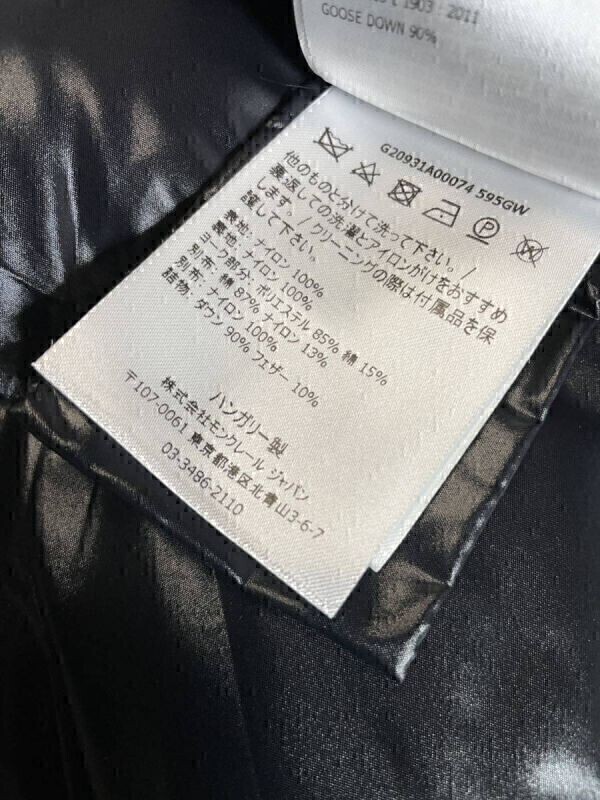 1903 - 2011
GOOSE DOWN 90%
G20931A00074 595GW
他のものと分けて洗って下さい。/
裏返しての洗濯とアイロンがけをおすすめ
します。/クリーニングの際は付属品を保
護して下さい。
表地: ナイロン 100%
裏地: ナイロン 100%
ヨーク部分: ポリエステル 85% 綿 15%
別布: 綿 87% ナイロン 13%
別布: ナイロン 100%
詰物: ダウン 90% フェザー 10%
ハンガリー製
株式会社モンクレール ジャパン
〒107-0061 東京都港区北青山3-6-7
03-3486-2110